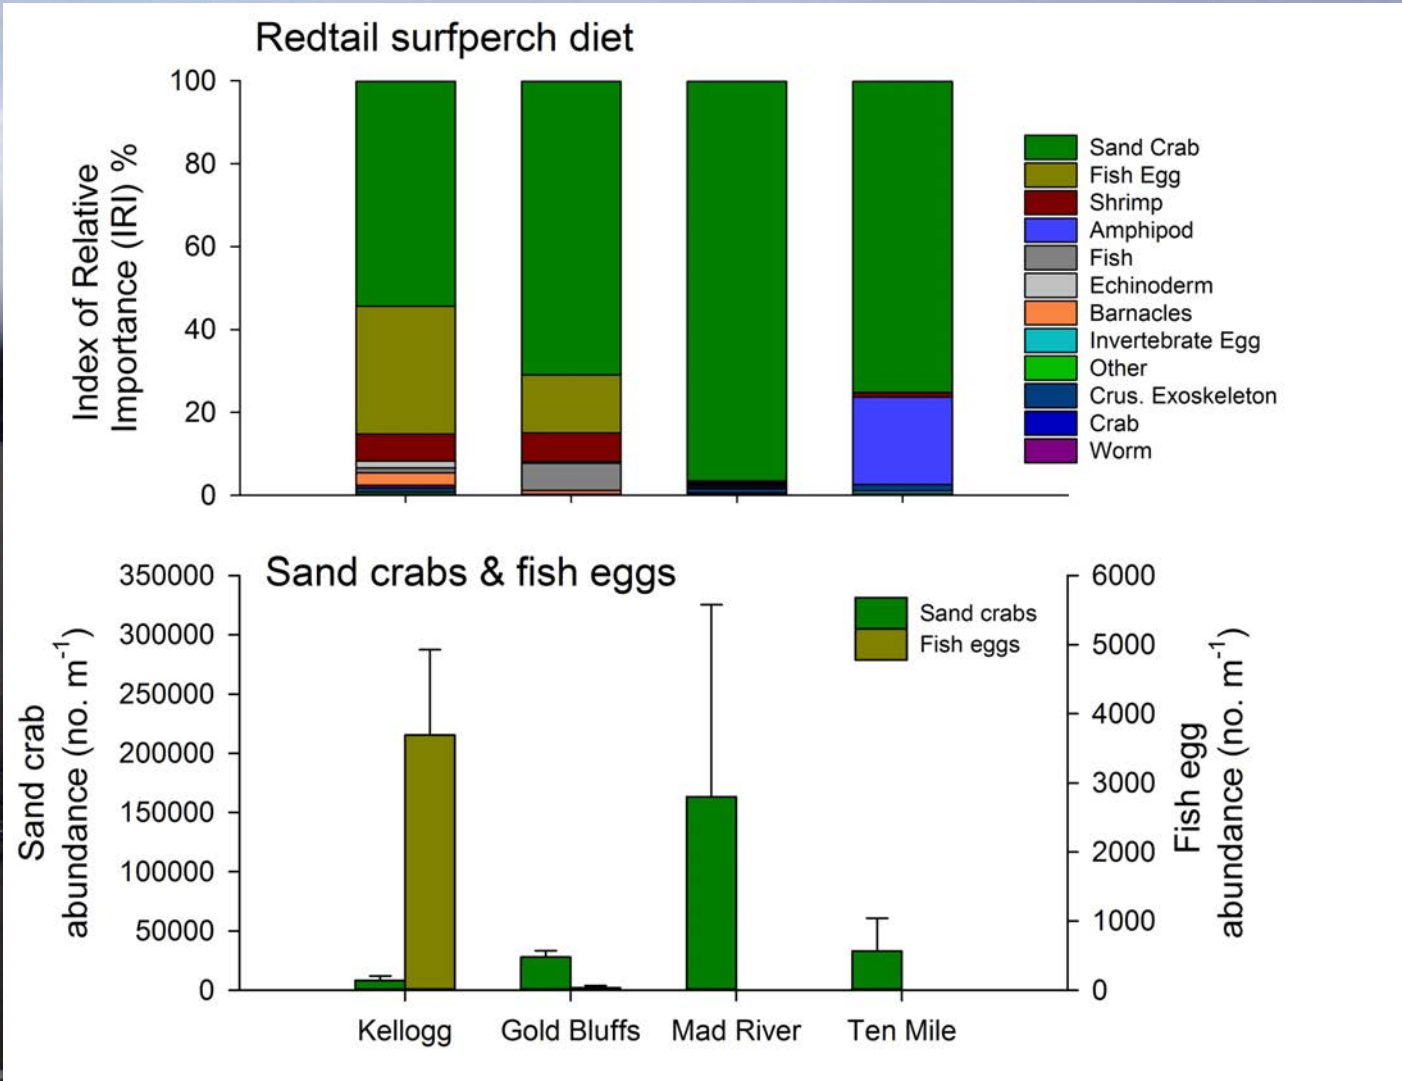 Redtail surfperch diet
Index of Relative
Importance (IRI) %
100
80
60
40
20
0
Sand Crab
Fish Egg
Shrimp
Amphipod
Fish
Echinoderm
Barnacles
Invertebrate Egg
Other
Crus. Exoskeleton
Crab
Worm
Sand crabs & fish eggs
Sand crab
abundance (no. m⁻¹)
350000
300000
250000
200000
150000
100000
50000
0
Sand crabs
Fish eggs
6000
5000
4000
3000
2000
1000
0
Fish egg
abundance (no. m⁻¹)
Kellogg Gold Bluffs Mad River Ten Mile